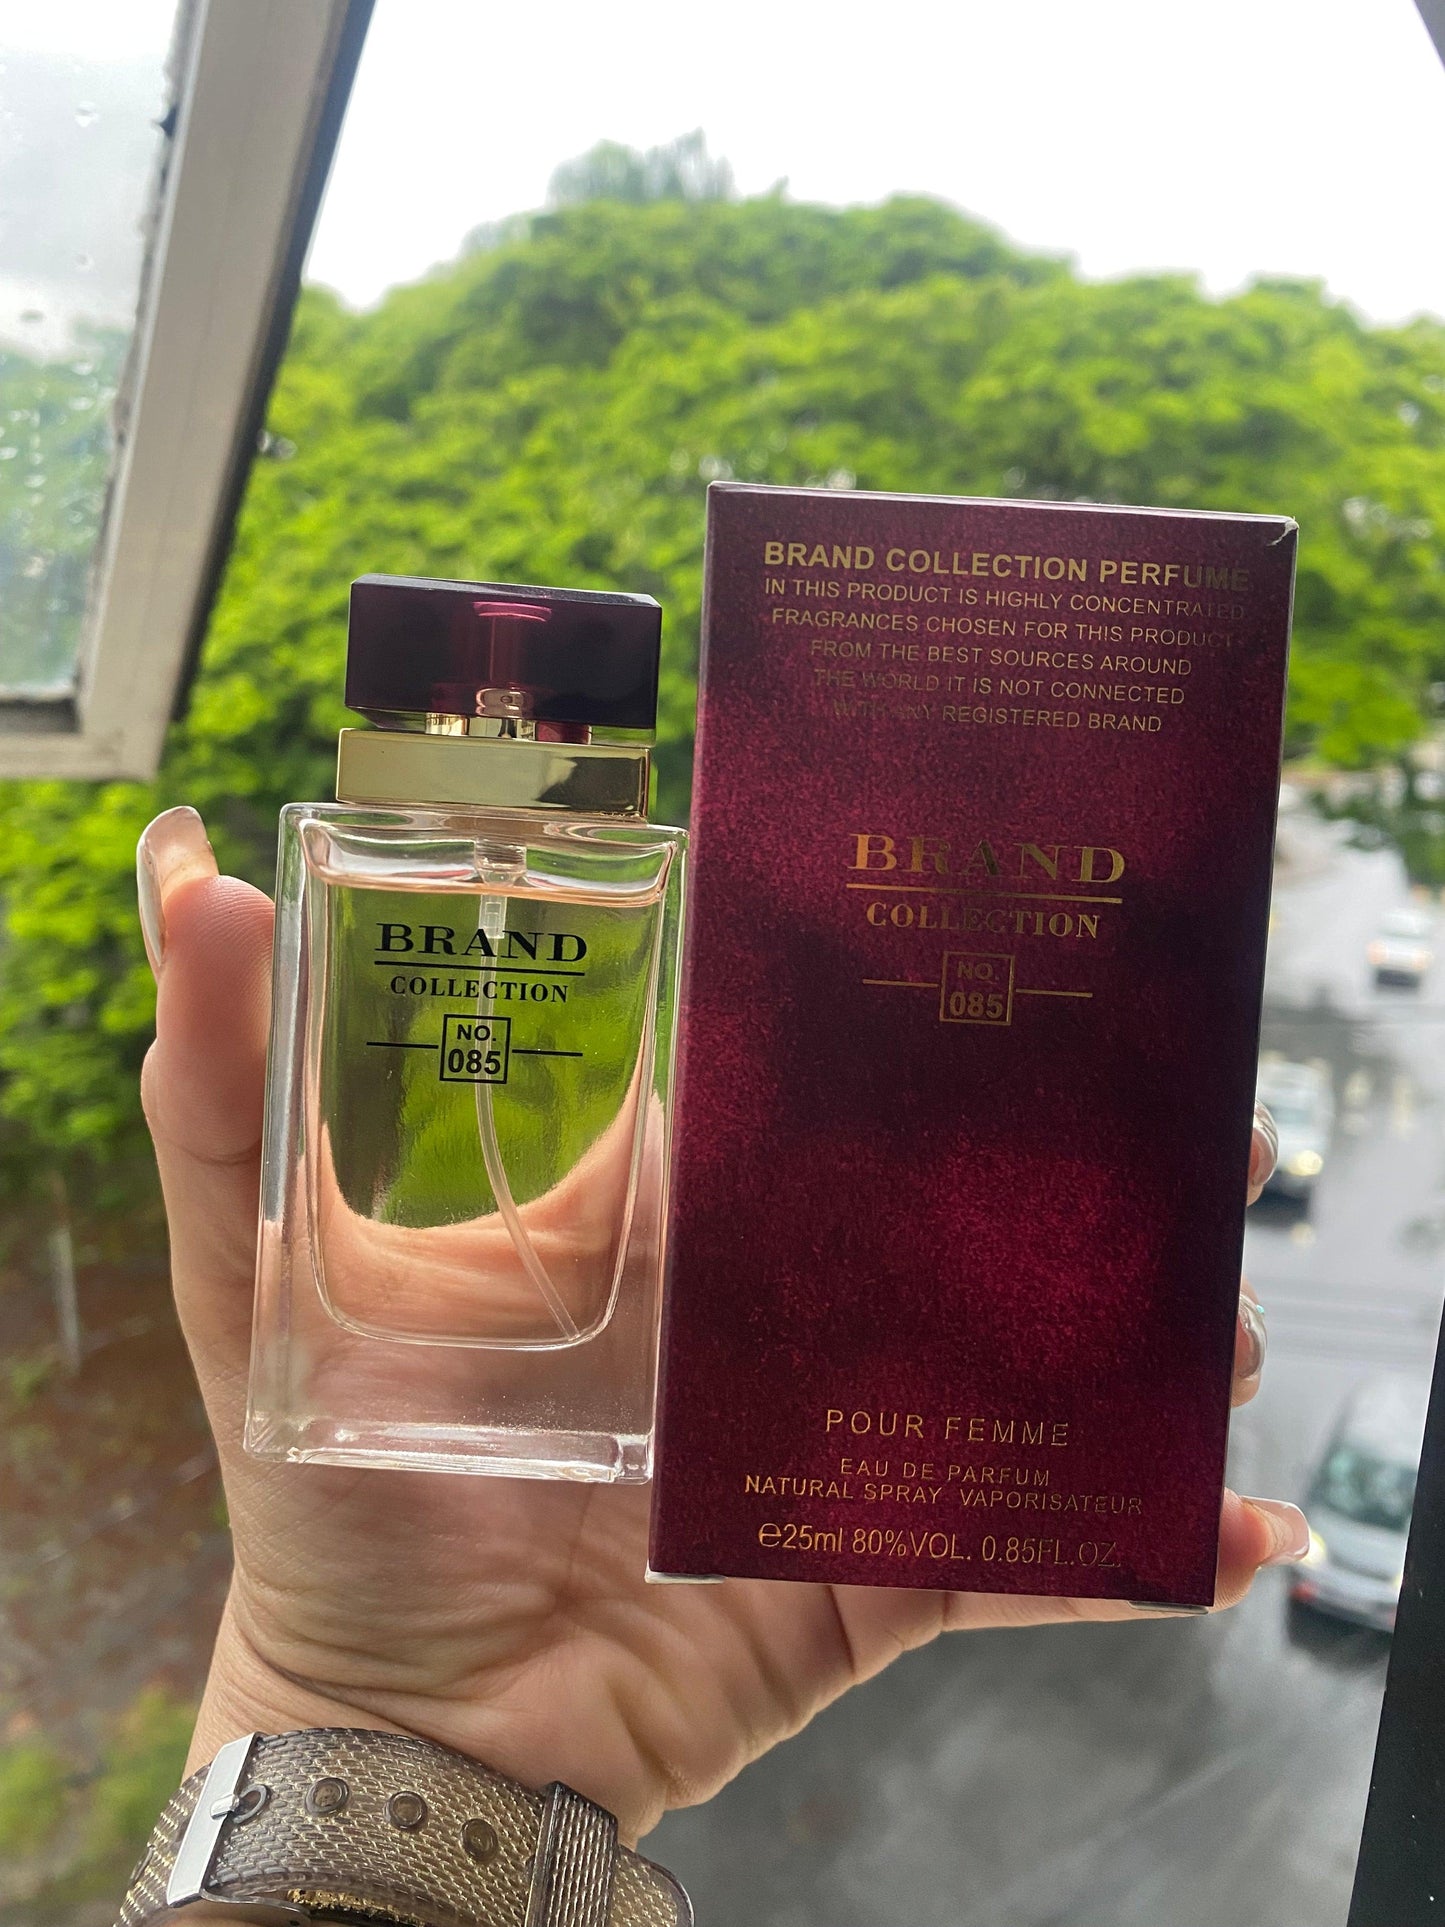 BRAND
COLLECTION
NO.
085
BRAND COLLECTION PERFUME
IN THIS PRODUCT IS HIGHLY CONCENTRATED
FRAGRANCES CHOSEN FOR THIS PRODUCT
FROM THE BEST SOURCES AROUND
THE WORLD IT IS NOT CONNECTED
WITH ANY REGISTERED BRAND
BRAND
COLLECTION
NO.
085
POUR FEMME
EAU DE PARFUM
NATURAL SPRAY VAPORISATEUR
℮25ml 80%VOL. 0.85FL.OZ.